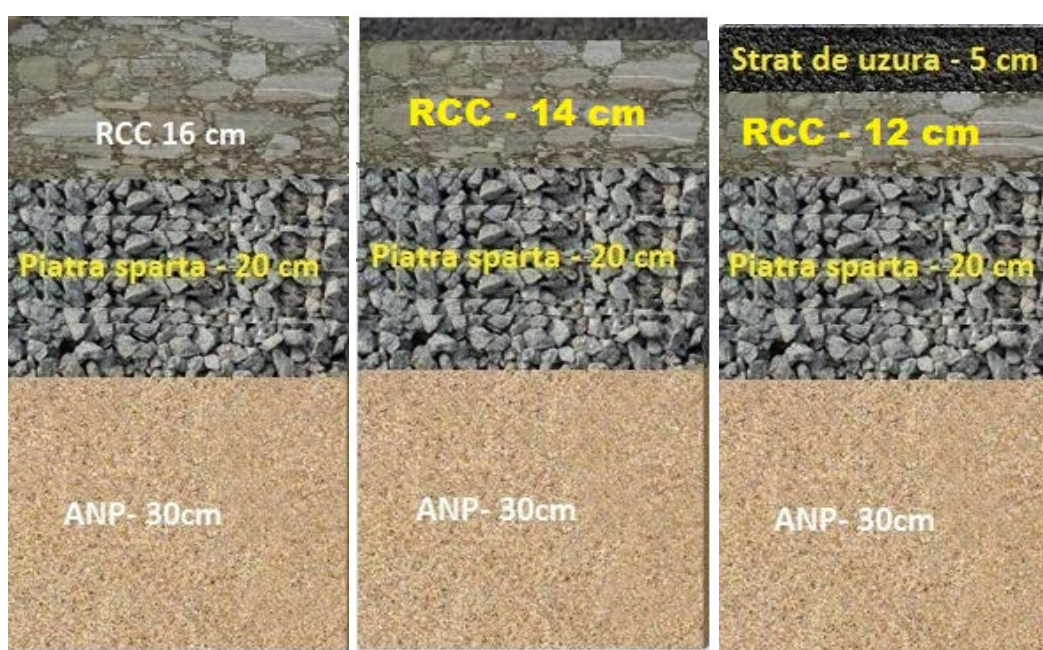 RCC 16 cm
Piatra sparta - 20 cm
ANP- 30cm
RCC - 14 cm
Piatra sparta - 20 cm
ANP- 30cm
Strat de uzura - 5 cm
RCC - 12 cm
Piatra sparta - 20 cm
ANP- 30cm